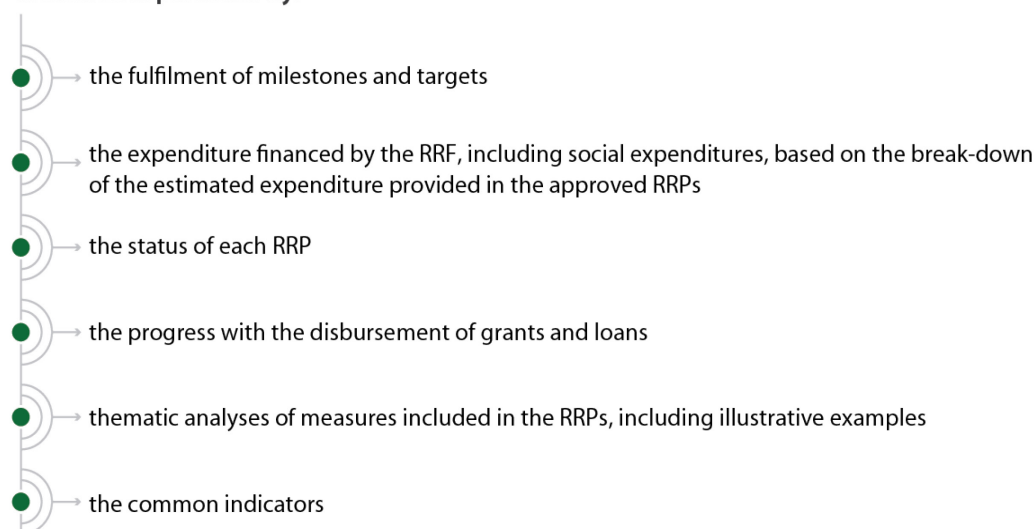 the fulfilment of milestones and targets
the expenditure financed by the RRF, including social expenditures, based on the break-down
of the estimated expenditure provided in the approved RRPs
the status of each RRP
the progress with the disbursement of grants and loans
thematic analyses of measures included in the RRPs, including illustrative examples
the common indicators